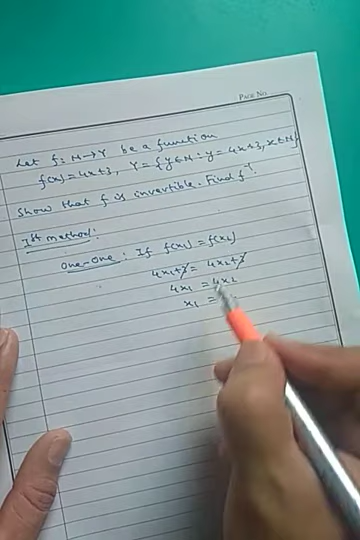 PAGE NO.
Let f: N→Y be a function
f(x) = 4x+3, Y = {y∈N : y = 4x+3, x∈N}
Show that f is invertible. Find f⁻¹.
Ist method:
One-One: If f(x₁) = f(x₂)
4x₁+3 = 4x₂+3
4x₁ = 4x₂
x₁ =